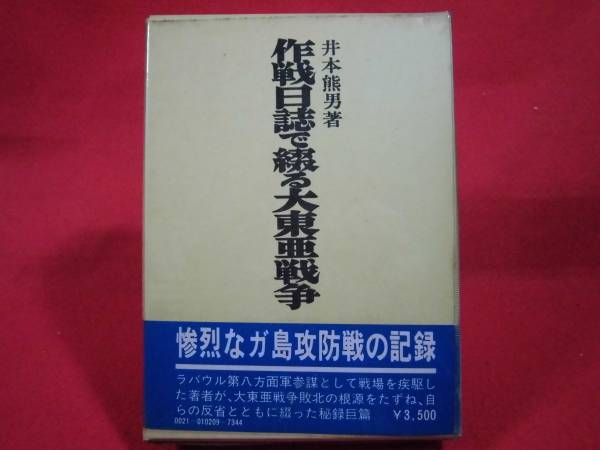 井本熊男著
作戦日誌で綴る大東亜戦争
惨烈なガ島攻防戦の記録
ラバウル第八方面軍参謀として戦場を疾駆し
た著者が、大東亜戦争敗北の根源をたずね、自
らの反省とともに綴った秘録巨篇 ￥3,500
0021-010209-7344